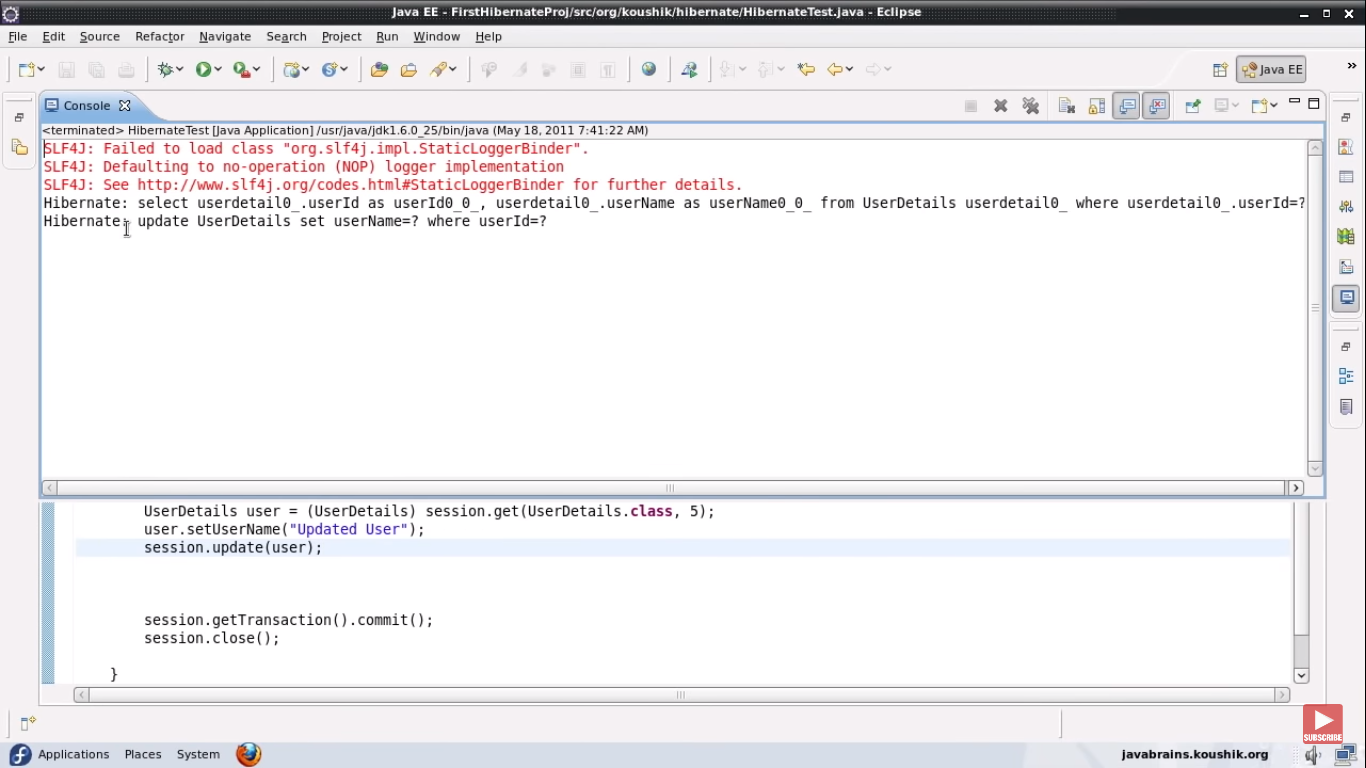 Java EE - FirstHibernateProj/src/org/koushik/hibernate/HibernateTest.java - Eclipse
File Edit Source Refactor Navigate Search Project Run Window Help
Java EE
Console
<terminated> HibernateTest [Java Application] /usr/java/jdk1.6.0_25/bin/java (May 18, 2011 7:41:22 AM)
SLF4J: Failed to load class "org.slf4j.impl.StaticLoggerBinder".
SLF4J: Defaulting to no-operation (NOP) logger implementation
SLF4J: See http://www.slf4j.org/codes.html#StaticLoggerBinder for further details.
Hibernate: select userdetail0_.userId as userId0_0_, userdetail0_.userName as userName0_0_ from UserDetails userdetail0_ where userdetail0_.userId=?
Hibernate: update UserDetails set userName=? where userId=?
UserDetails user = (UserDetails) session.get(UserDetails.class, 5);
user.setUserName("Updated User");
session.update(user);
session.getTransaction().commit();
session.close();
}
SUBSCRIBE
Applications Places System
javabrains.koushik.org